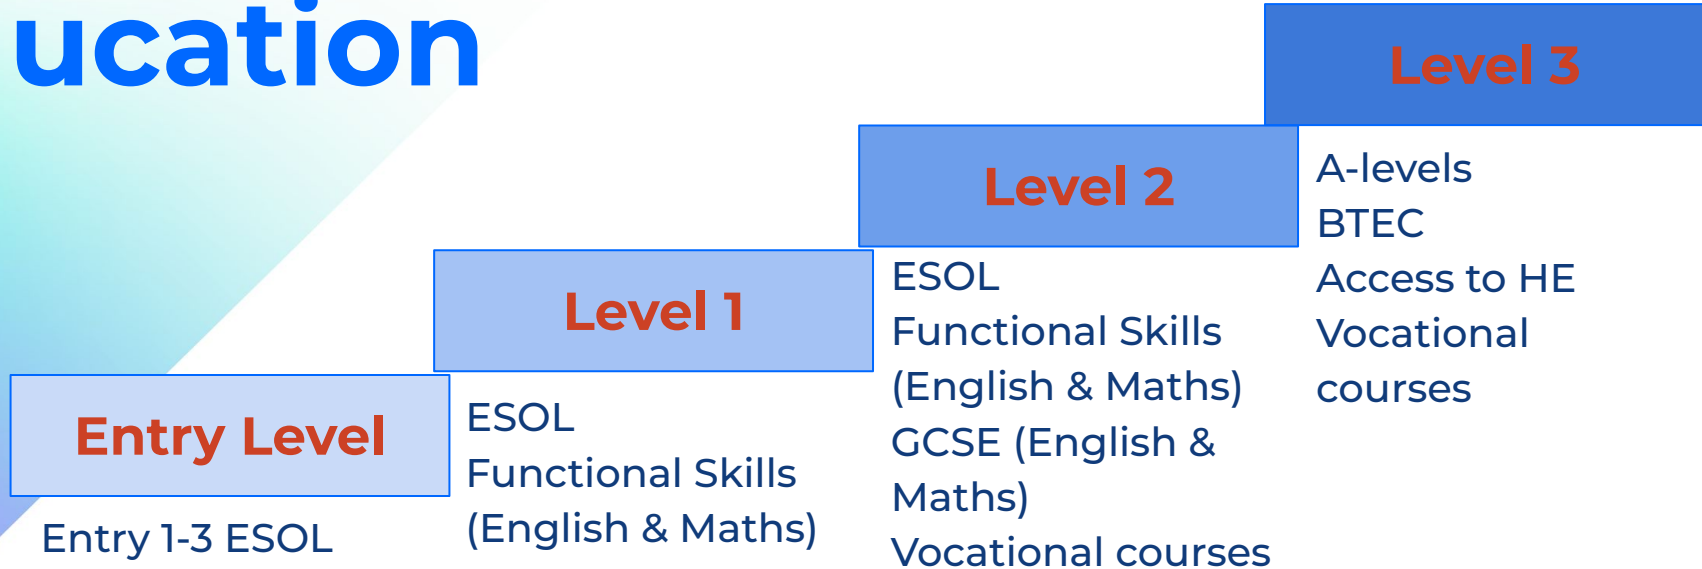 ucation
Level 3
A-levels
BTEC
Access to HE
Vocational
courses
Level 2
ESOL
Functional Skills
(English & Maths)
GCSE (English &
Maths)
Vocational courses
Level 1
ESOL
Functional Skills
(English & Maths)
Entry Level
Entry 1-3 ESOL